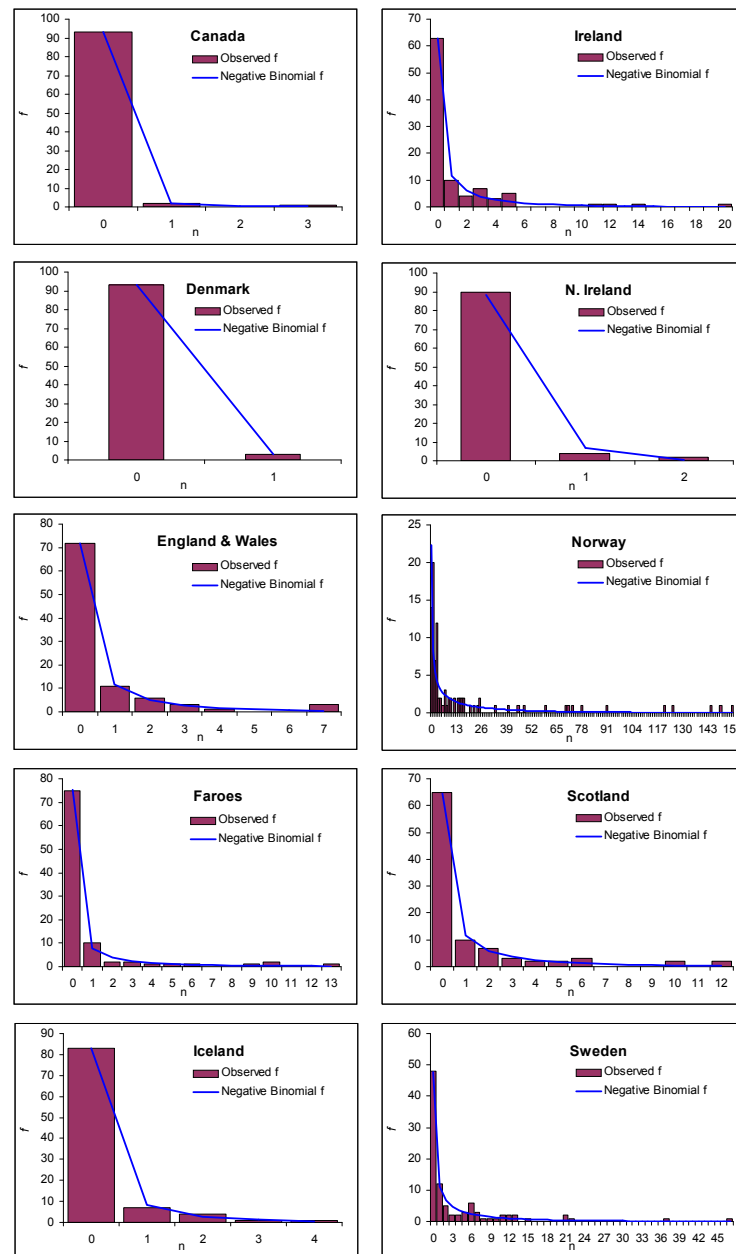 Canada
Observed f
Negative Binomial f
100
90
80
70
60
50
40
30
20
10
0
f
0 1 2 3
n
Ireland
Observed f
Negative Binomial f
70
60
50
40
30
20
10
0
f
0 2 4 6 8 10 12 14 16 18 20
n
Denmark
Observed f
Negative Binomial f
100
90
80
70
60
50
40
30
20
10
0
f
0 1
n
N. Ireland
Observed f
Negative Binomial f
100
90
80
70
60
50
40
30
20
10
0
f
0 1 2
n
England & Wales
Observed f
Negative Binomial f
80
70
60
50
40
30
20
10
0
f
0 1 2 3 4 5 6 7
n
Norway
Observed f
Negative Binomial f
25
20
15
10
5
0
f
0 13 26 39 52 65 78 91 104 117 130 143 15
n
Faroes
Observed f
Negative Binomial f
80
70
60
50
40
30
20
10
0
f
0 1 2 3 4 5 6 7 8 9 10 11 12 13
n
Scotland
Observed f
Negative Binomial f
80
70
60
50
40
30
20
10
0
f
0 1 2 3 4 5 6 7 8 9 10 11 12
n
Iceland
Observed f
Negative Binomial f
90
80
70
60
50
40
30
20
10
0
f
0 1 2 3 4
n
Sweden
Observed f
Negative Binomial f
60
50
40
30
20
10
0
f
0 3 6 9 12 15 18 21 24 27 30 33 36 39 42 45
n